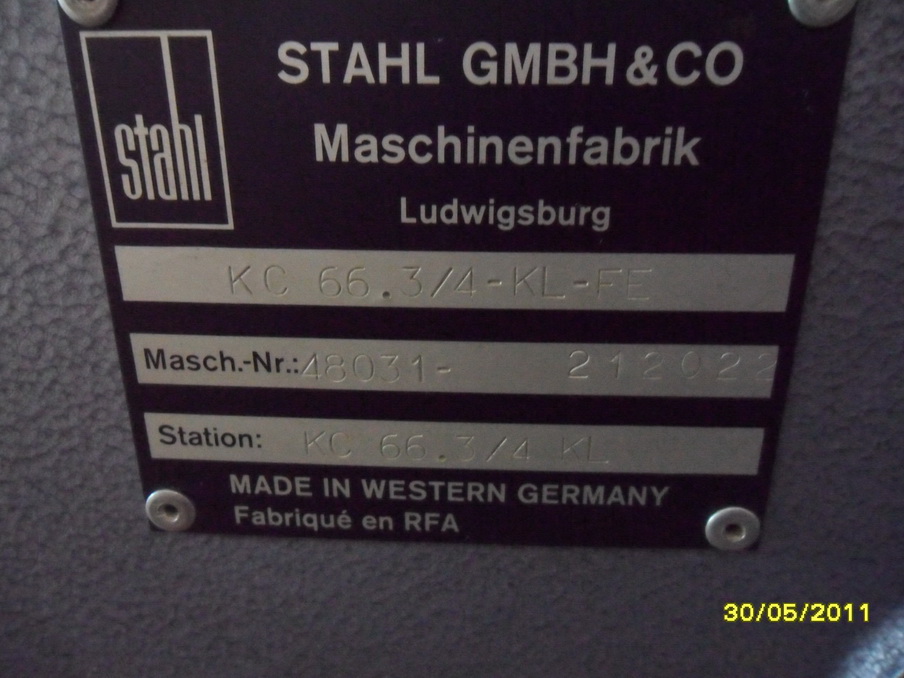 stahl
STAHL GMBH & CO
Maschinenfabrik
Ludwigsburg
KC 66.3/4-KL-FE
Masch.-Nr.: 48031- 212022
Station: KC 66.3/4 KL
MADE IN WESTERN GERMANY
Fabriqué en RFA
30/05/2011